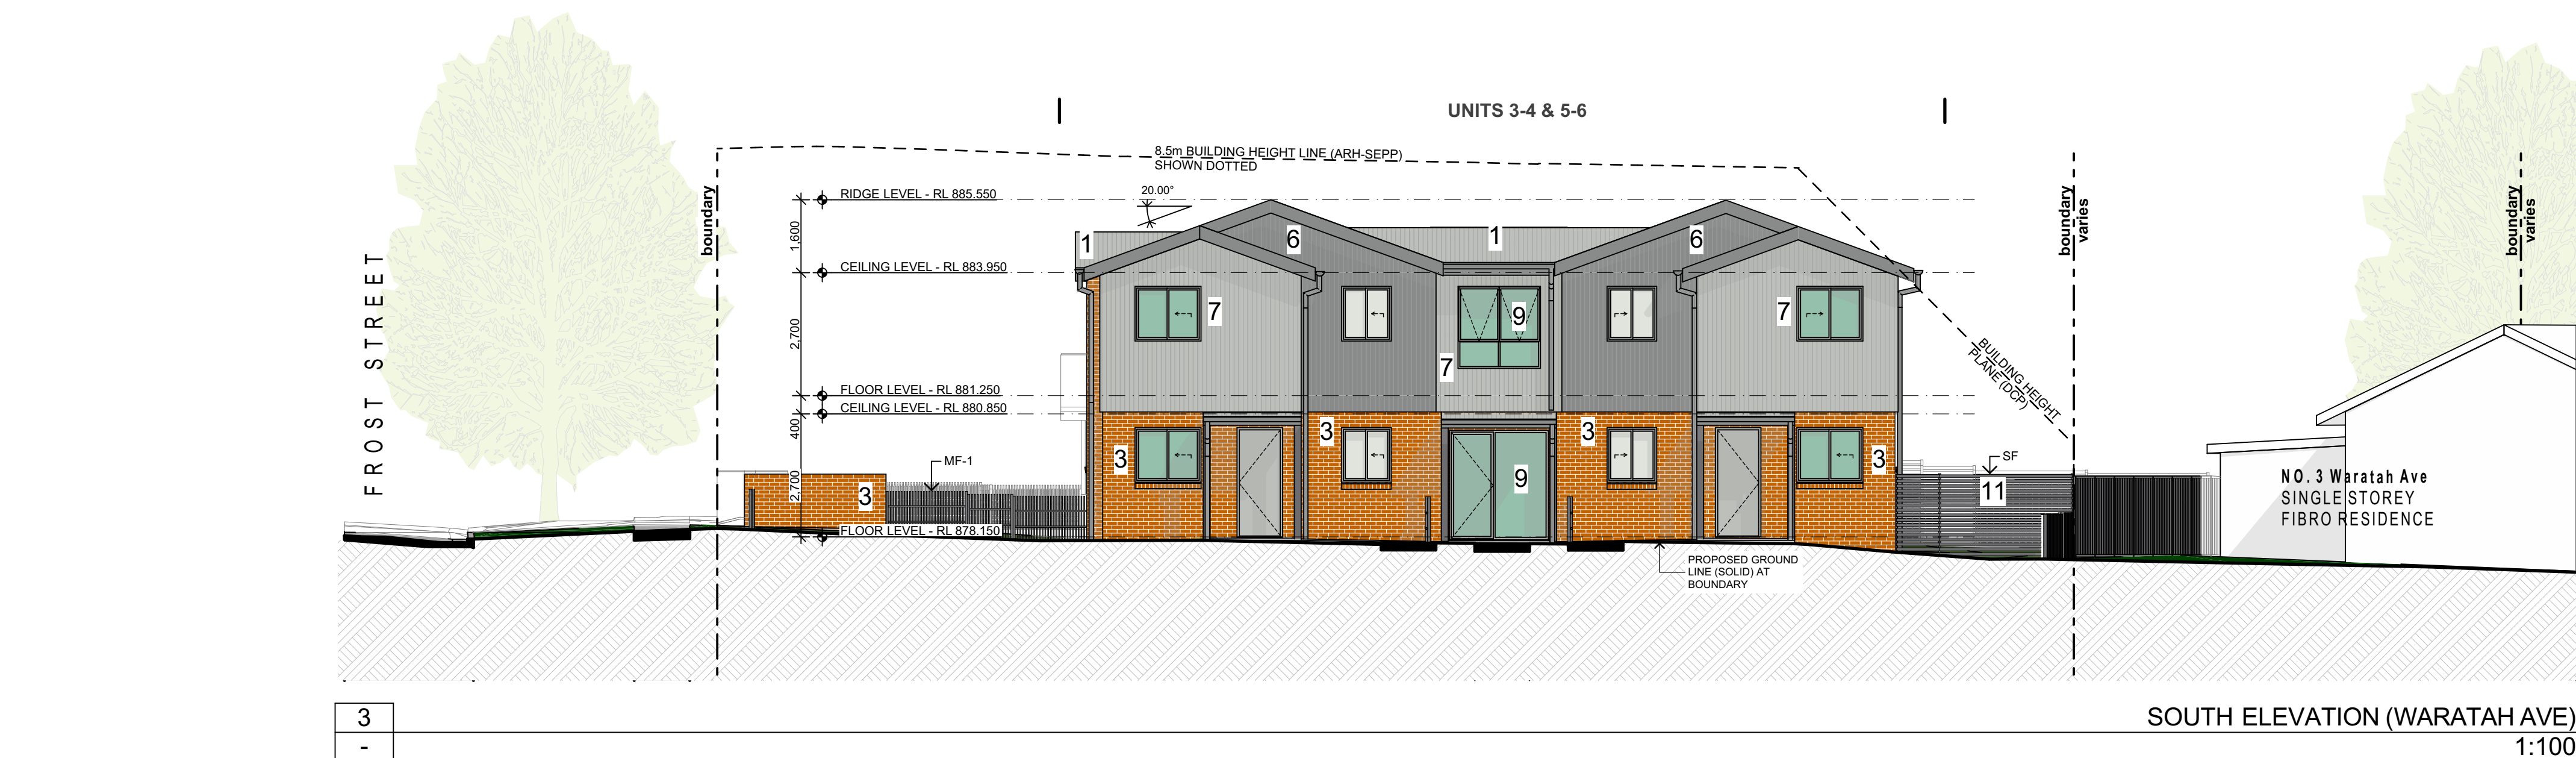 UNITS 3-4 & 5-6
8.5m BUILDING HEIGHT LINE (ARH-SEPP)
SHOWN DOTTED
20.00°
RIDGE LEVEL - RL 885.550
1,600
CEILING LEVEL - RL 883.950
2,700
FLOOR LEVEL - RL 881.250
CEILING LEVEL - RL 880.850
400
2,700
FLOOR LEVEL - RL 878.150
FROST STREET
boundary
MF-1
3
1
6
1
6
7
9
7
7
3
3
3
3
9
BUILDING HEIGHT
PLANE (DCP)
boundary
varies
SF
11
boundary
varies
NO. 3 Waratah Ave
SINGLE STOREY
FIBRO RESIDENCE
PROPOSED GROUND
LINE (SOLID) AT
BOUNDARY
3
-
SOUTH ELEVATION (WARATAH AVE)
1:100